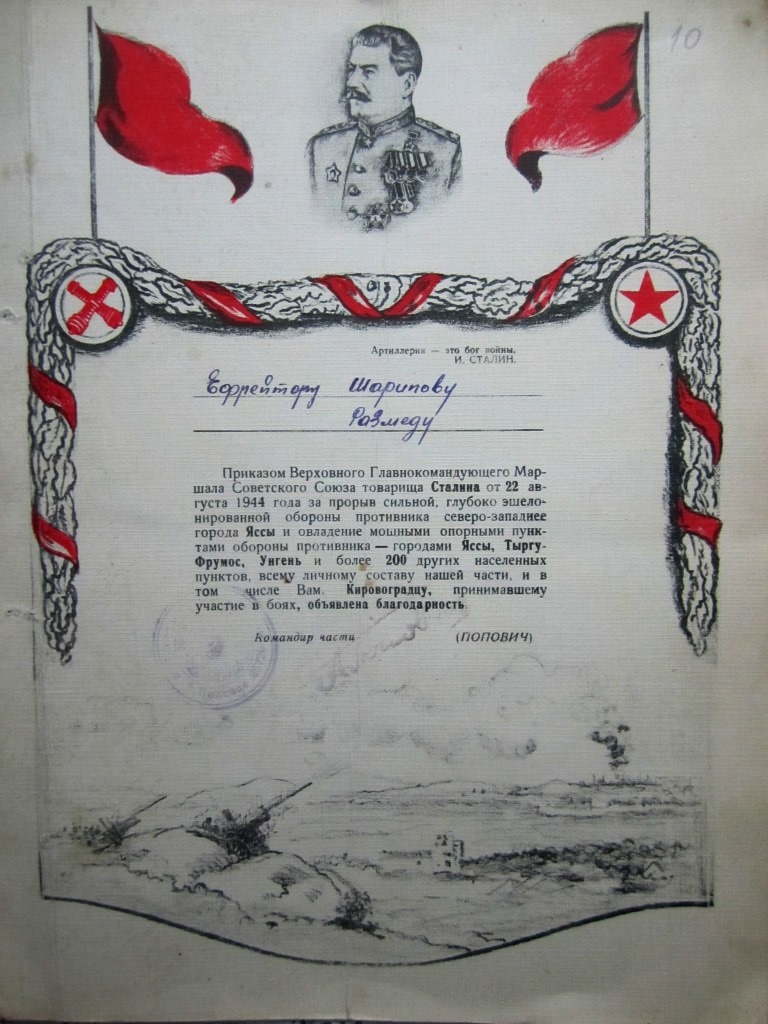 10
Артиллерия — это бог войны.
И. СТАЛИН.
Ефрейтору Шарипову
Размеду
Приказом Верховного Главнокомандующего Мар-
шала Советского Союза товарища Сталина от 22 ав-
густа 1944 года за прорыв сильной, глубоко эшело-
нированной обороны противника северо-западнее
города Яссы и овладение мощными опорными пунк-
тами обороны противника — городами Яссы, Тыргу-
Фрумос, Унгень и более 200 других населенных
пунктов, всему личному составу нашей части, и в
том числе Вам, Кировоградцу, принимавшему
участие в боях, объявлена благодарность.
Командир части (ПОПОВИЧ)